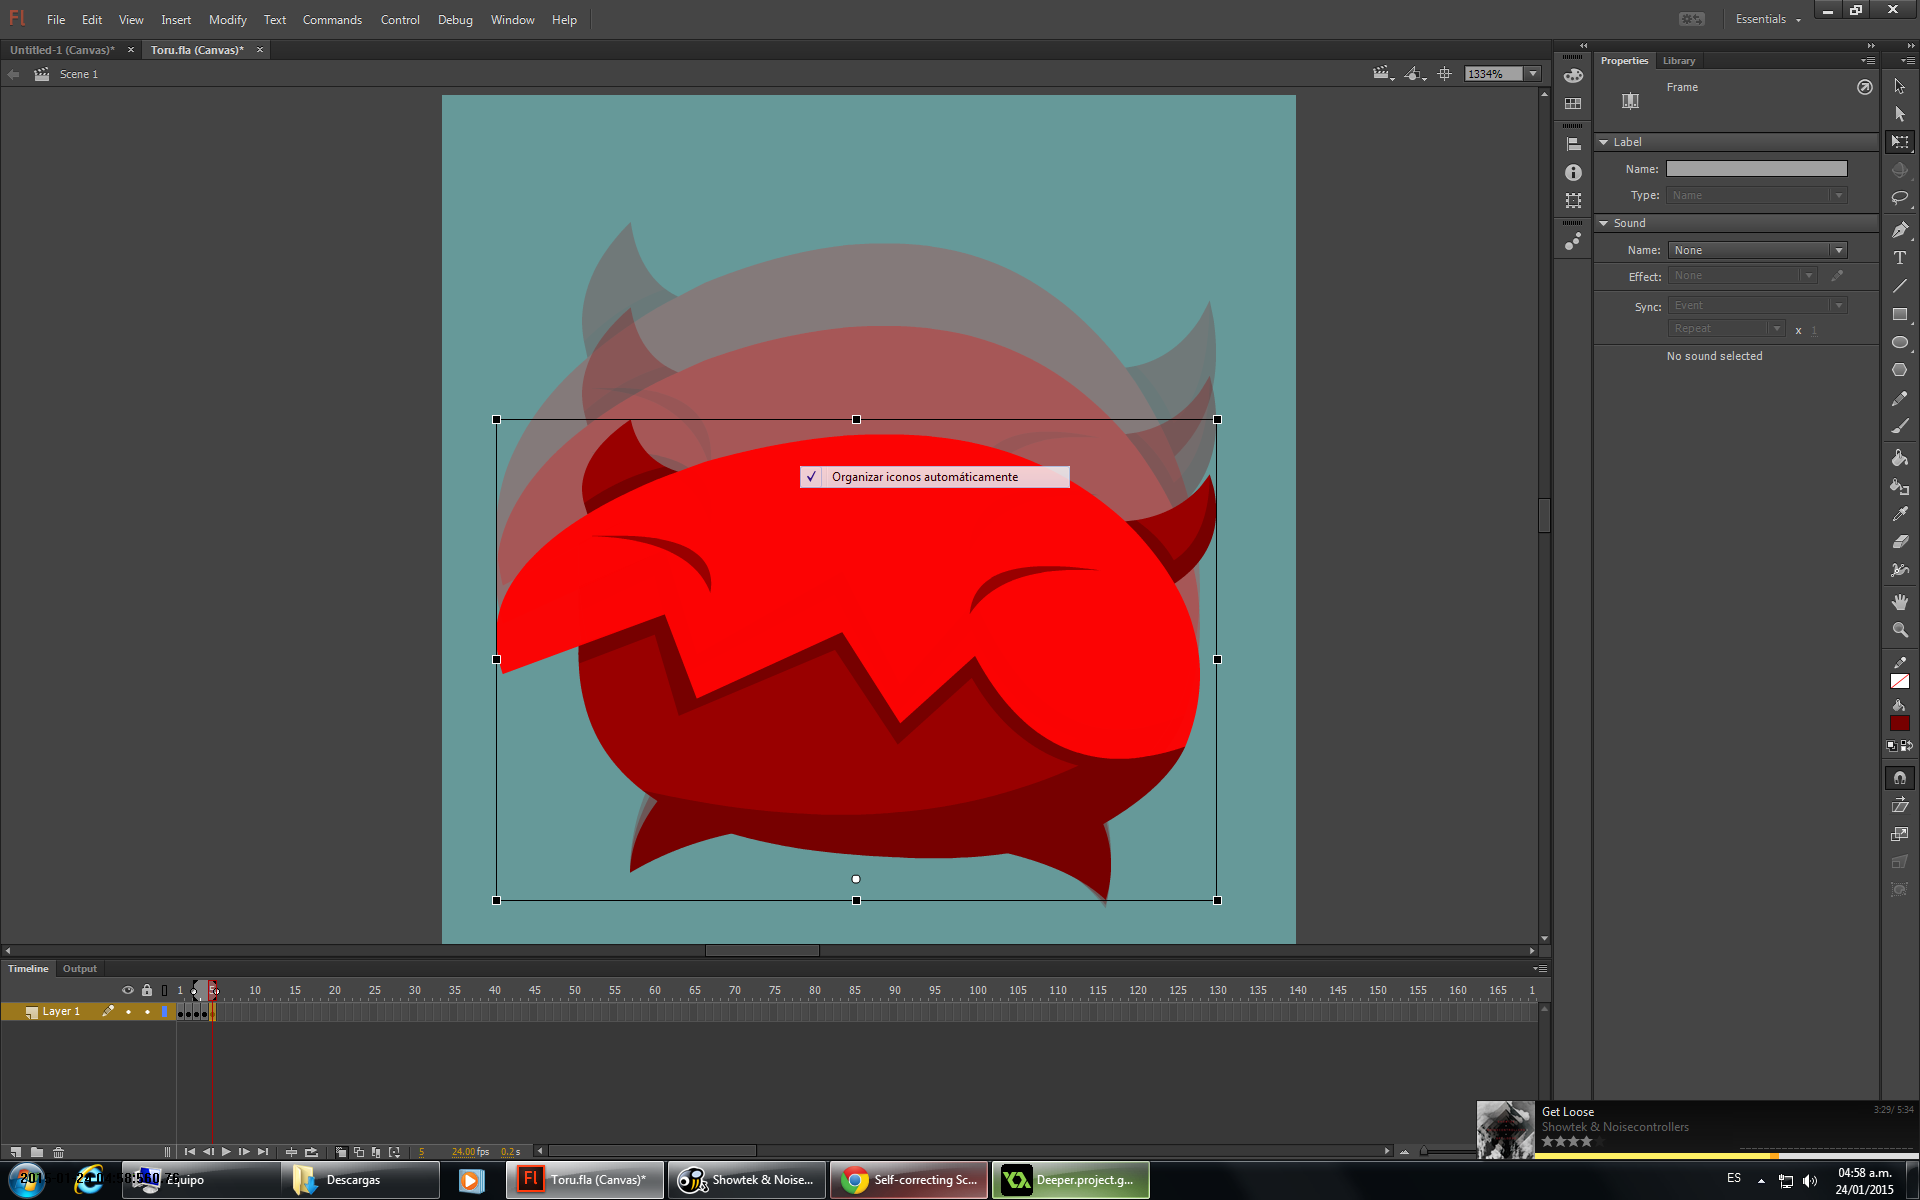 Fl File Edit View Insert Modify Text Commands Control Debug Window Help Essentials
Untitled-1 (Canvas)* × Toru.fla (Canvas)* ×
Scene 1 1334%
Properties Library
Frame
Label
Name:
Type: Name
Sound
Name: None
Effect: None
Sync: Event
Repeat x 1
No sound selected
✓ Organizar iconos automáticamente
Timeline Output
1 5 10 15 20 25 30 35 40 45 50 55 60 65 70 75 80 85 90 95 100 105 110 115 120 125 130 135 140 145 150 155 160 165 1
Layer 1
5 24.00 fps 0.2 s
Get Loose 3:29/ 5:34
Showtek & Noisecontrollers
Equipo Descargas Toru.fla (Canvas)* Showtek & Noise... Self-correcting Sc... Deeper.project.g... ES
04:58 a.m.
24/01/2015